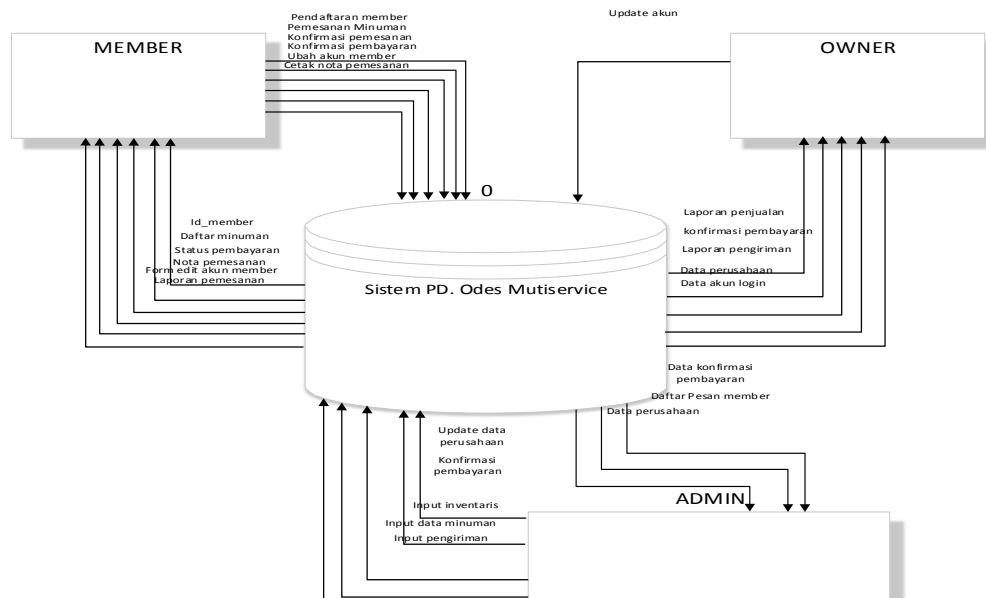 MEMBER
Pendaftaran member
Pemesanan Minuman
Konfirmasi pemesanan
Konfirmasi pembayaran
Ubah akun member
Cetak nota pemesanan
Update akun
OWNER
0
Id_member
Daftar minuman
Status pembayaran
Nota pemesanan
Form edit akun member
Laporan pemesanan
Sistem PD. Odes Mutiservice
Laporan penjualan
konfirmasi pembayaran
Laporan pengiriman
Data perusahaan
Data akun login
Data konfirmasi
pembayaran
Daftar Pesan member
Data perusahaan
Update data
perusahaan
Konfirmasi
pembayaran
Input inventaris
Input data minuman
Input pengiriman
ADMIN